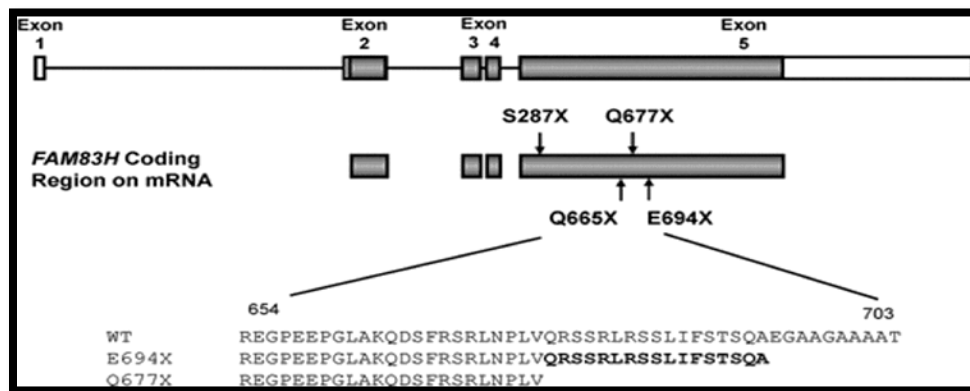 Exon Exon Exon
1 2 3 4 5
S287X Q677X
FAM83H Coding
Region on mRNA
Q665X E694X
654 703
WT REGPEEPGLAKQDSFRSRLNPLVQRSSRLRSSLIFSTSQAEGAAGAAAAT
E694X REGPEEPGLAKQDSFRSRLNPLVQRSSRLRSSLIFSTSQA
Q677X REGPEEPGLAKQDSFRSRLNPLV